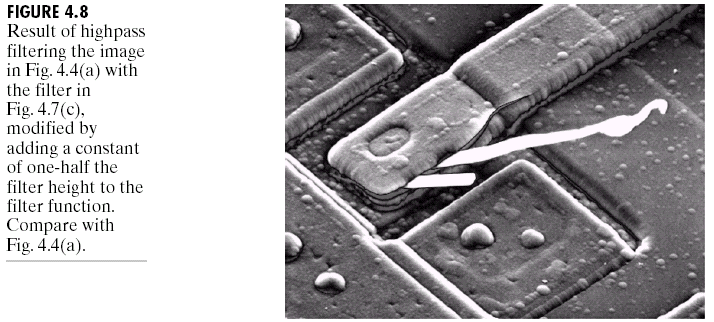 FIGURE 4.8
Result of highpass
filtering the image
in Fig. 4.4(a) with
the filter in
Fig. 4.7(c),
modified by
adding a constant
of one-half the
filter height to the
filter function.
Compare with
Fig. 4.4(a).